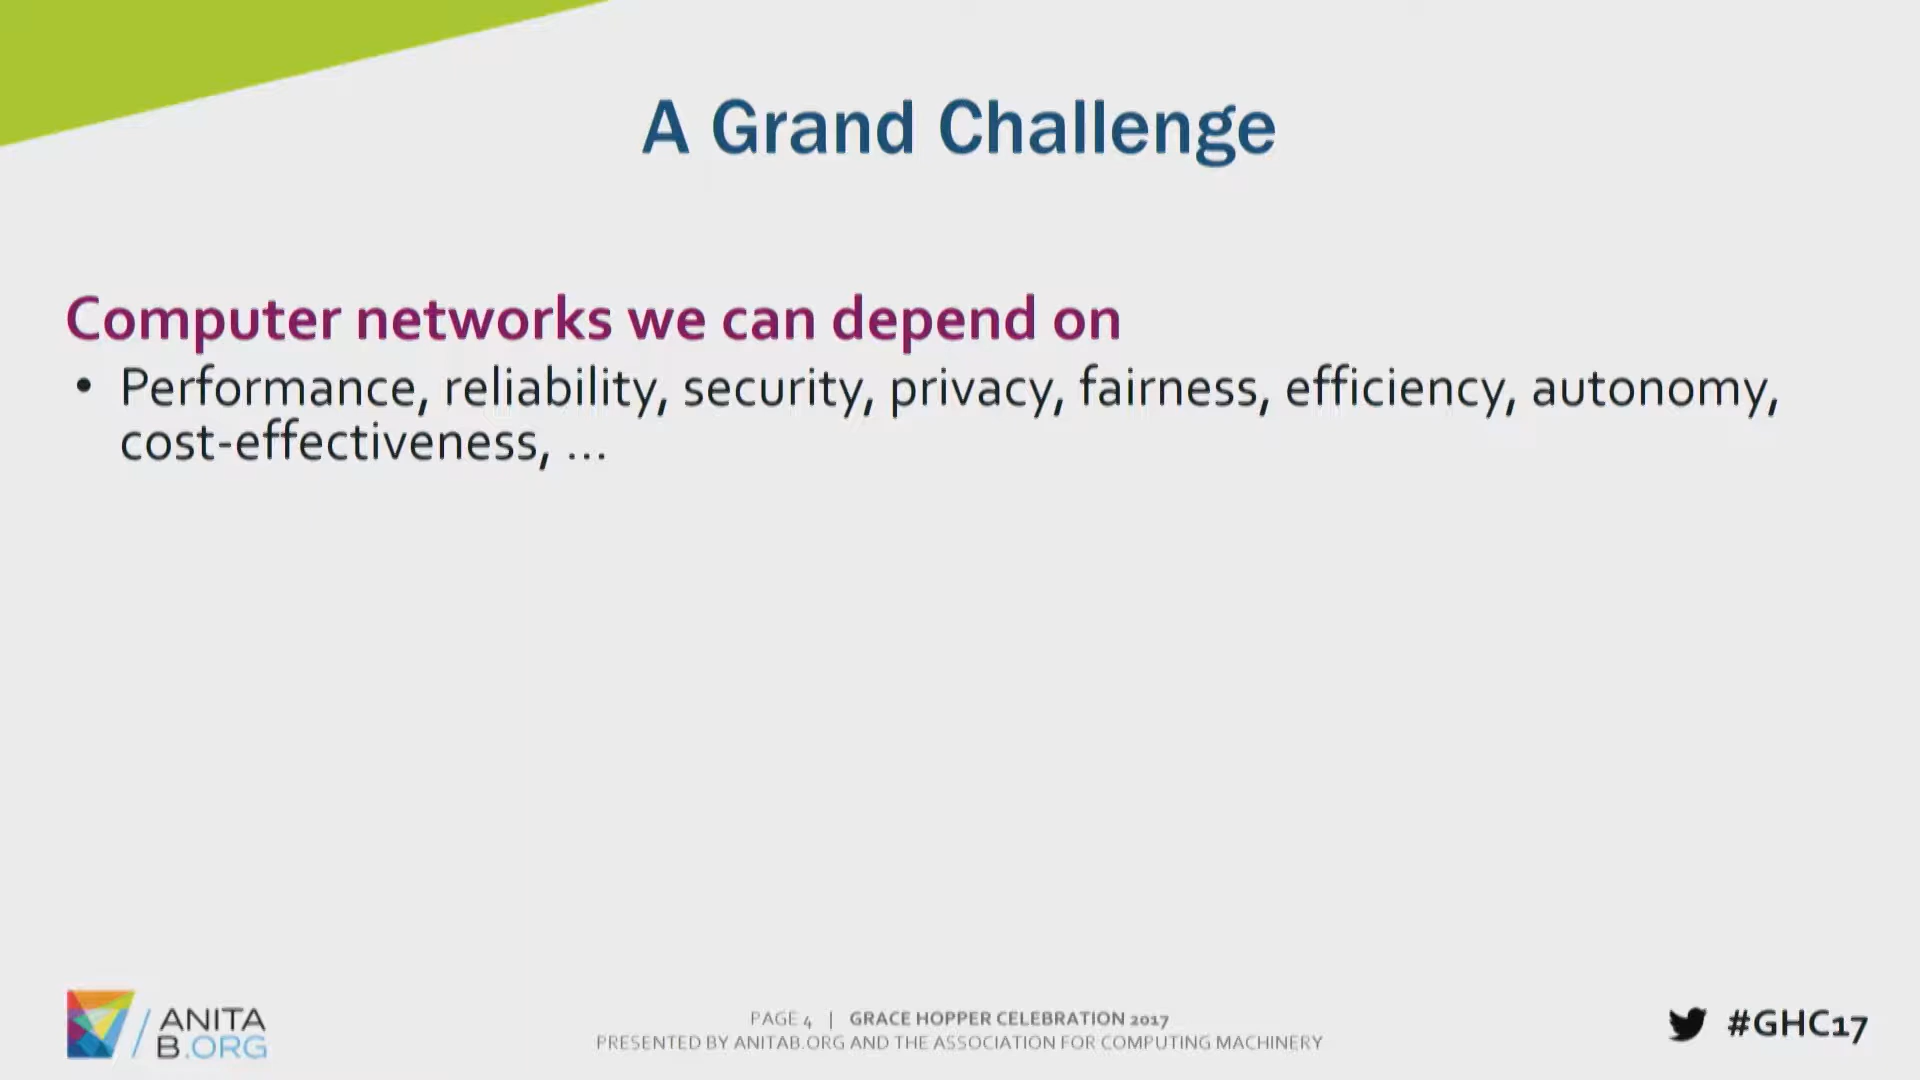 A Grand Challenge
Computer networks we can depend on
• Performance, reliability, security, privacy, fairness, efficiency, autonomy,
cost-effectiveness, ...
ANITA
B.ORG
PAGE 4 | GRACE HOPPER CELEBRATION 2017
PRESENTED BY ANITAB.ORG AND THE ASSOCIATION FOR COMPUTING MACHINERY
#GHC17